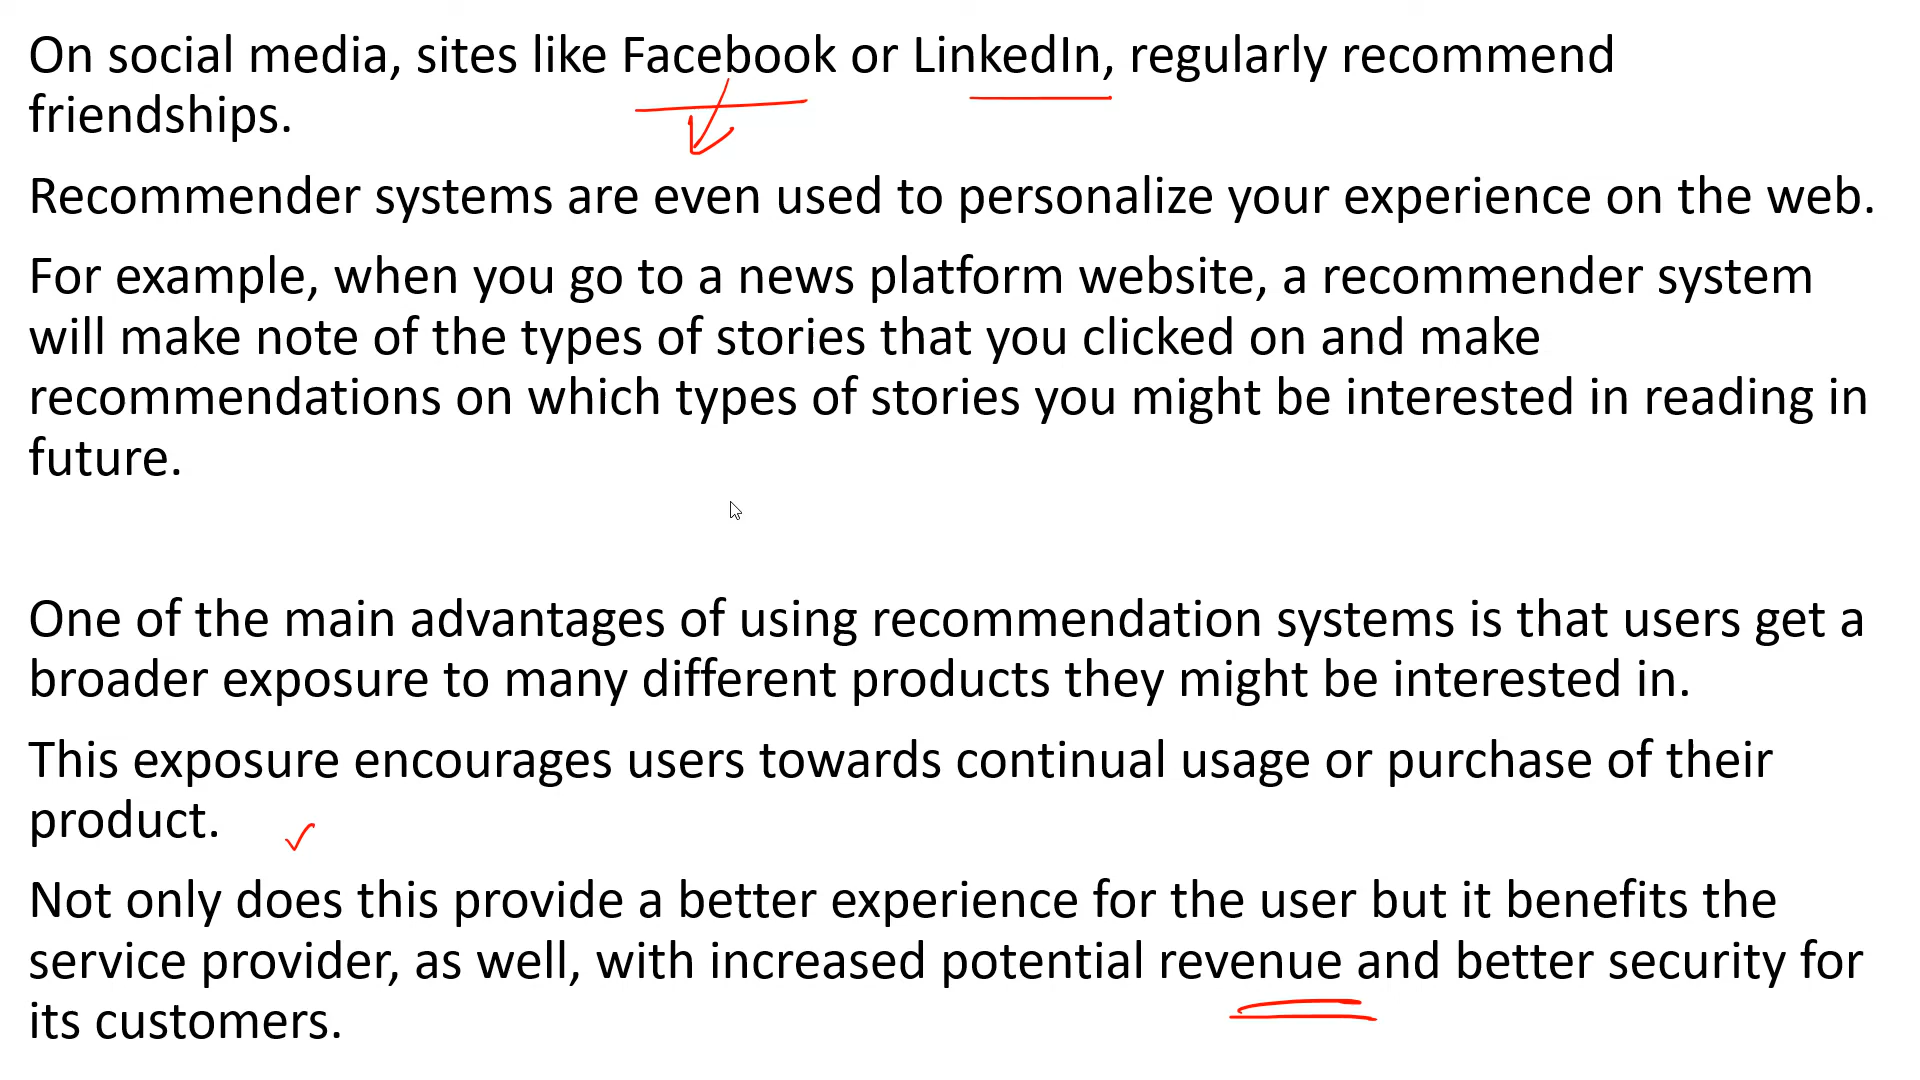 On social media, sites like Facebook or LinkedIn, regularly recommend
friendships.
Recommender systems are even used to personalize your experience on the web.
For example, when you go to a news platform website, a recommender system
will make note of the types of stories that you clicked on and make
recommendations on which types of stories you might be interested in reading in
future.
One of the main advantages of using recommendation systems is that users get a
broader exposure to many different products they might be interested in.
This exposure encourages users towards continual usage or purchase of their
product.
Not only does this provide a better experience for the user but it benefits the
service provider, as well, with increased potential revenue and better security for
its customers.